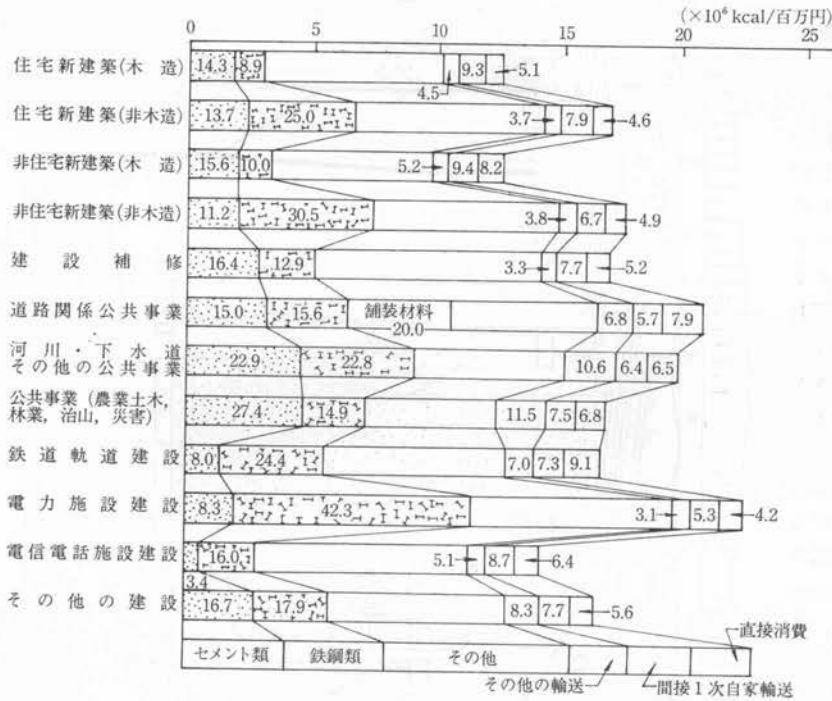 (×10⁶ kcal/百万円)
0 5 10 15 20 25
住宅新建築(木 造) 14.3 8.9 4.5 9.3 5.1
住宅新建築(非木造) 13.7 25.0 3.7 7.9 4.6
非住宅新建築(木 造) 15.6 10.0 5.2 9.4 8.2
非住宅新建築(非木造) 11.2 30.5 3.8 6.7 4.9
建設補修 16.4 12.9 3.3 7.7 5.2
道路関係公共事業 15.0 15.6 舗装材料 20.0 6.8 5.7 7.9
河川・下水道
その他の公共事業 22.9 22.8 10.6 6.4 6.5
公共事業(農業土木,
林業,治山,災害) 27.4 14.9 11.5 7.5 6.8
鉄道軌道建設 8.0 24.4 7.0 7.3 9.1
電力施設建設 8.3 42.3 3.1 5.3 4.2
電信電話施設建設 3.4 16.0 5.1 8.7 6.4
その他の建設 16.7 17.9 8.3 7.7 5.6
セメント類 鉄鋼類 その他 その他の輸送 間接1次自家輸送 直接消費